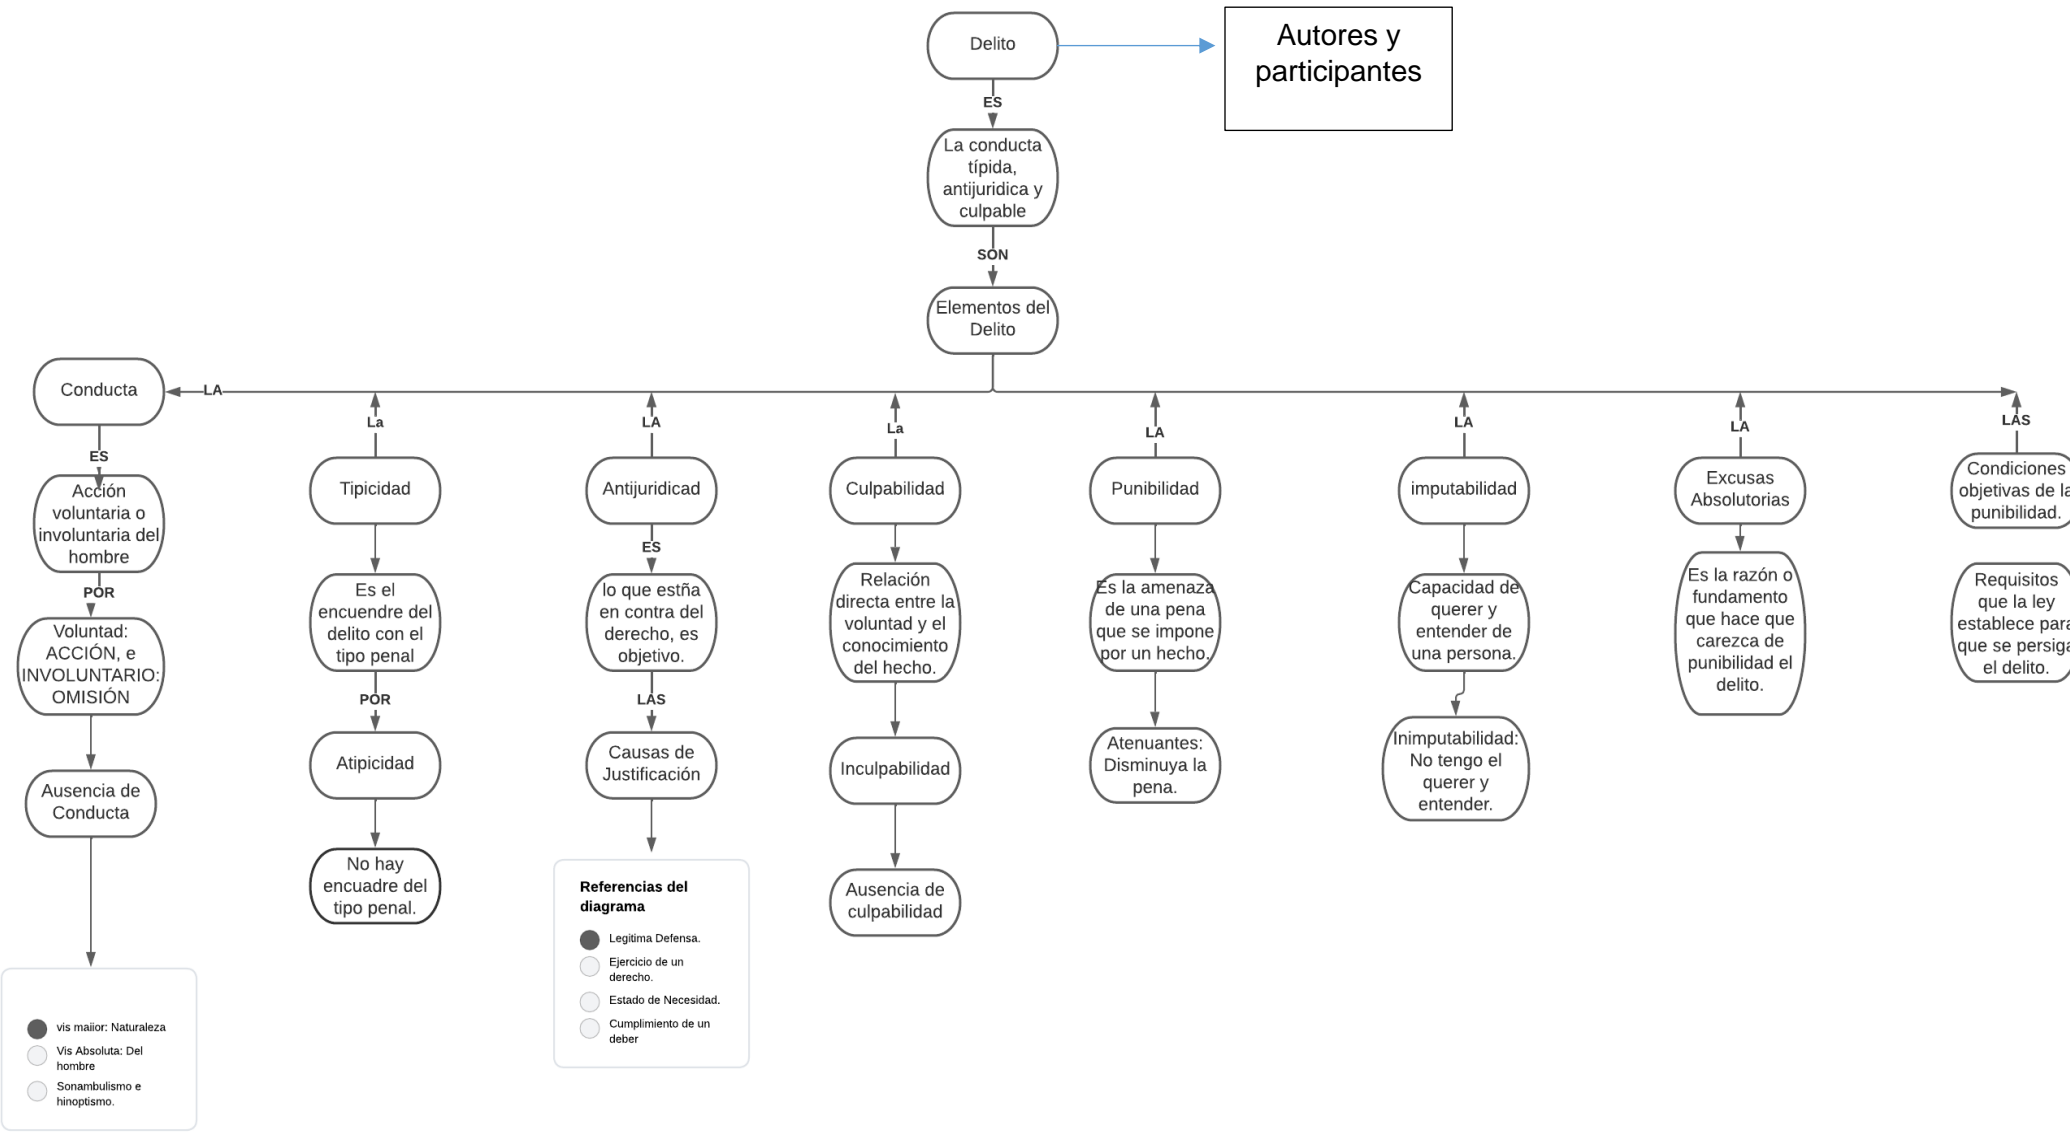 Delito
Autores y
participantes
ES
La conducta
típida,
antijuridica y
culpable
SON
Elementos del
Delito
Conducta
LA
ES
Acción
voluntaria o
involuntaria del
hombre
POR
Voluntad:
ACCIÓN, e
INVOLUNTARIO:
OMISIÓN
Ausencia de
Conducta
vis maiior: Naturaleza
Vis Absoluta: Del
hombre
Sonambulismo e
hinoptismo.
La
Tipicidad
Es el
encuendre del
delito con el
tipo penal
POR
Atipicidad
No hay
encuadre del
tipo penal.
LA
Antijuridicad
ES
lo que estña
en contra del
derecho, es
objetivo.
LAS
Causas de
Justificación
Referencias del
diagrama
Legitima Defensa.
Ejercicio de un
derecho.
Estado de Necesidad.
Cumplimiento de un
deber
La
Culpabilidad
Relación
directa entre la
voluntad y el
conocimiento
del hecho.
Inculpabilidad
Ausencia de
culpabilidad
LA
Punibilidad
Es la amenaza
de una pena
que se impone
por un hecho.
Atenuantes:
Disminuya la
pena.
LA
imputabilidad
Capacidad de
querer y
entender de
una persona.
Inimputabilidad:
No tengo el
querer y
entender.
LA
Excusas
Absolutorias
Es la razón o
fundamento
que hace que
carezca de
punibilidad el
delito.
LAS
Condiciones
objetivas de la
punibilidad.
Requisitos
que la ley
establece para
que se persiga
el delito.